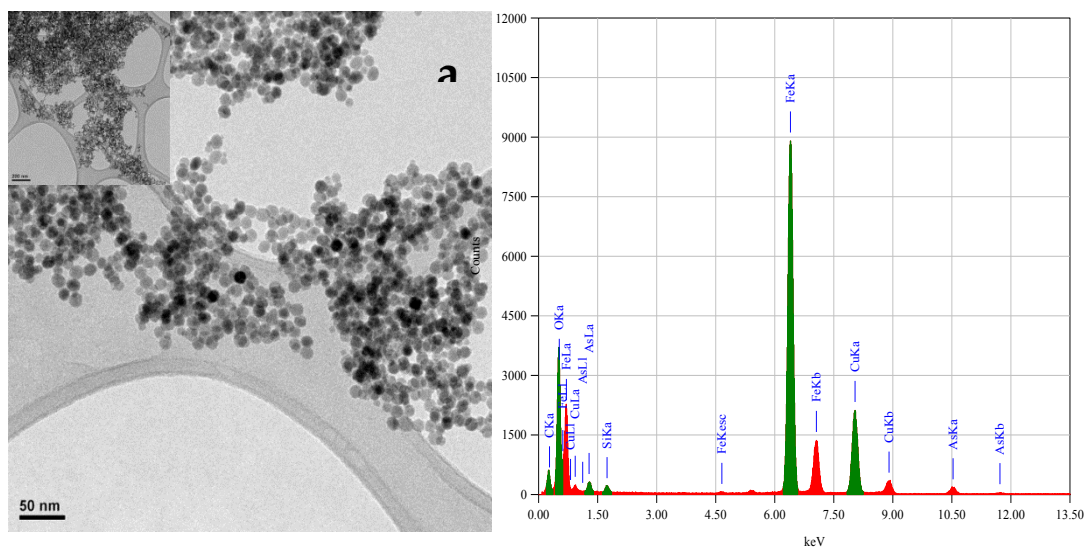 a
200 nm
50 nm
Counts
12000
10500
9000
7500
6000
4500
3000
1500
0
CKa
OKa
FeLl
FeLa
CuLl
CuLa
AsLl
AsLa
SiKa
FeKesc
FeKa
FeKb
CuKa
CuKb
AsKa
AsKb
0.00 1.50 3.00 4.50 6.00 7.50 9.00 10.50 12.00 13.50
keV